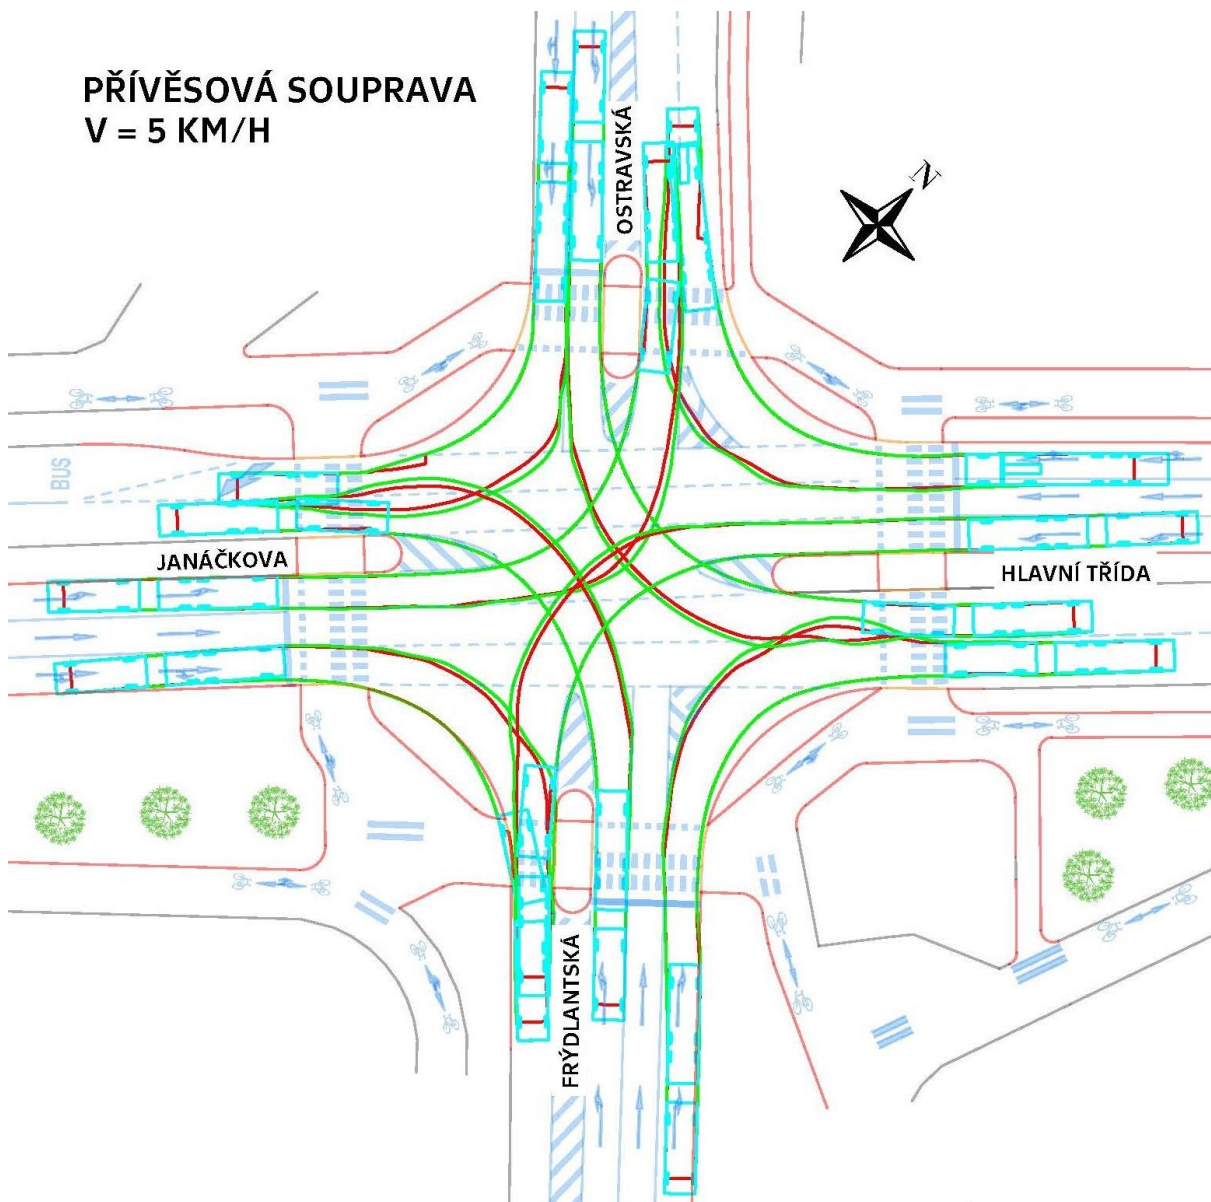 PŘÍVĚSOVÁ SOUPRAVA
V = 5 KM/H
OSTRAVSKÁ
N
BUS
JANÁČKOVA
HLAVNÍ TŘÍDA
FRÝDLANTSKÁ